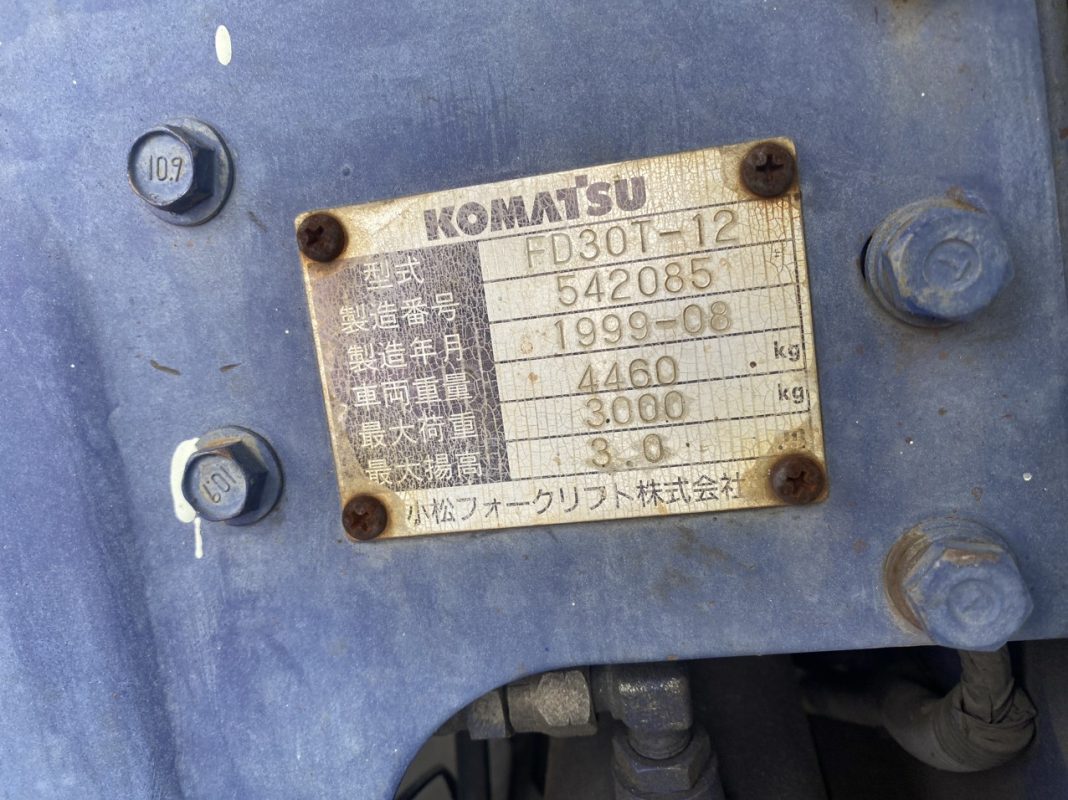 10.9
KOMATSU
型式 FD30T-12
製造番号 542085
製造年月 1999-08
車両重量 4460 kg
最大荷重 3000 kg
最大揚高 3.0 m
小松フォークリフト株式会社
10.9